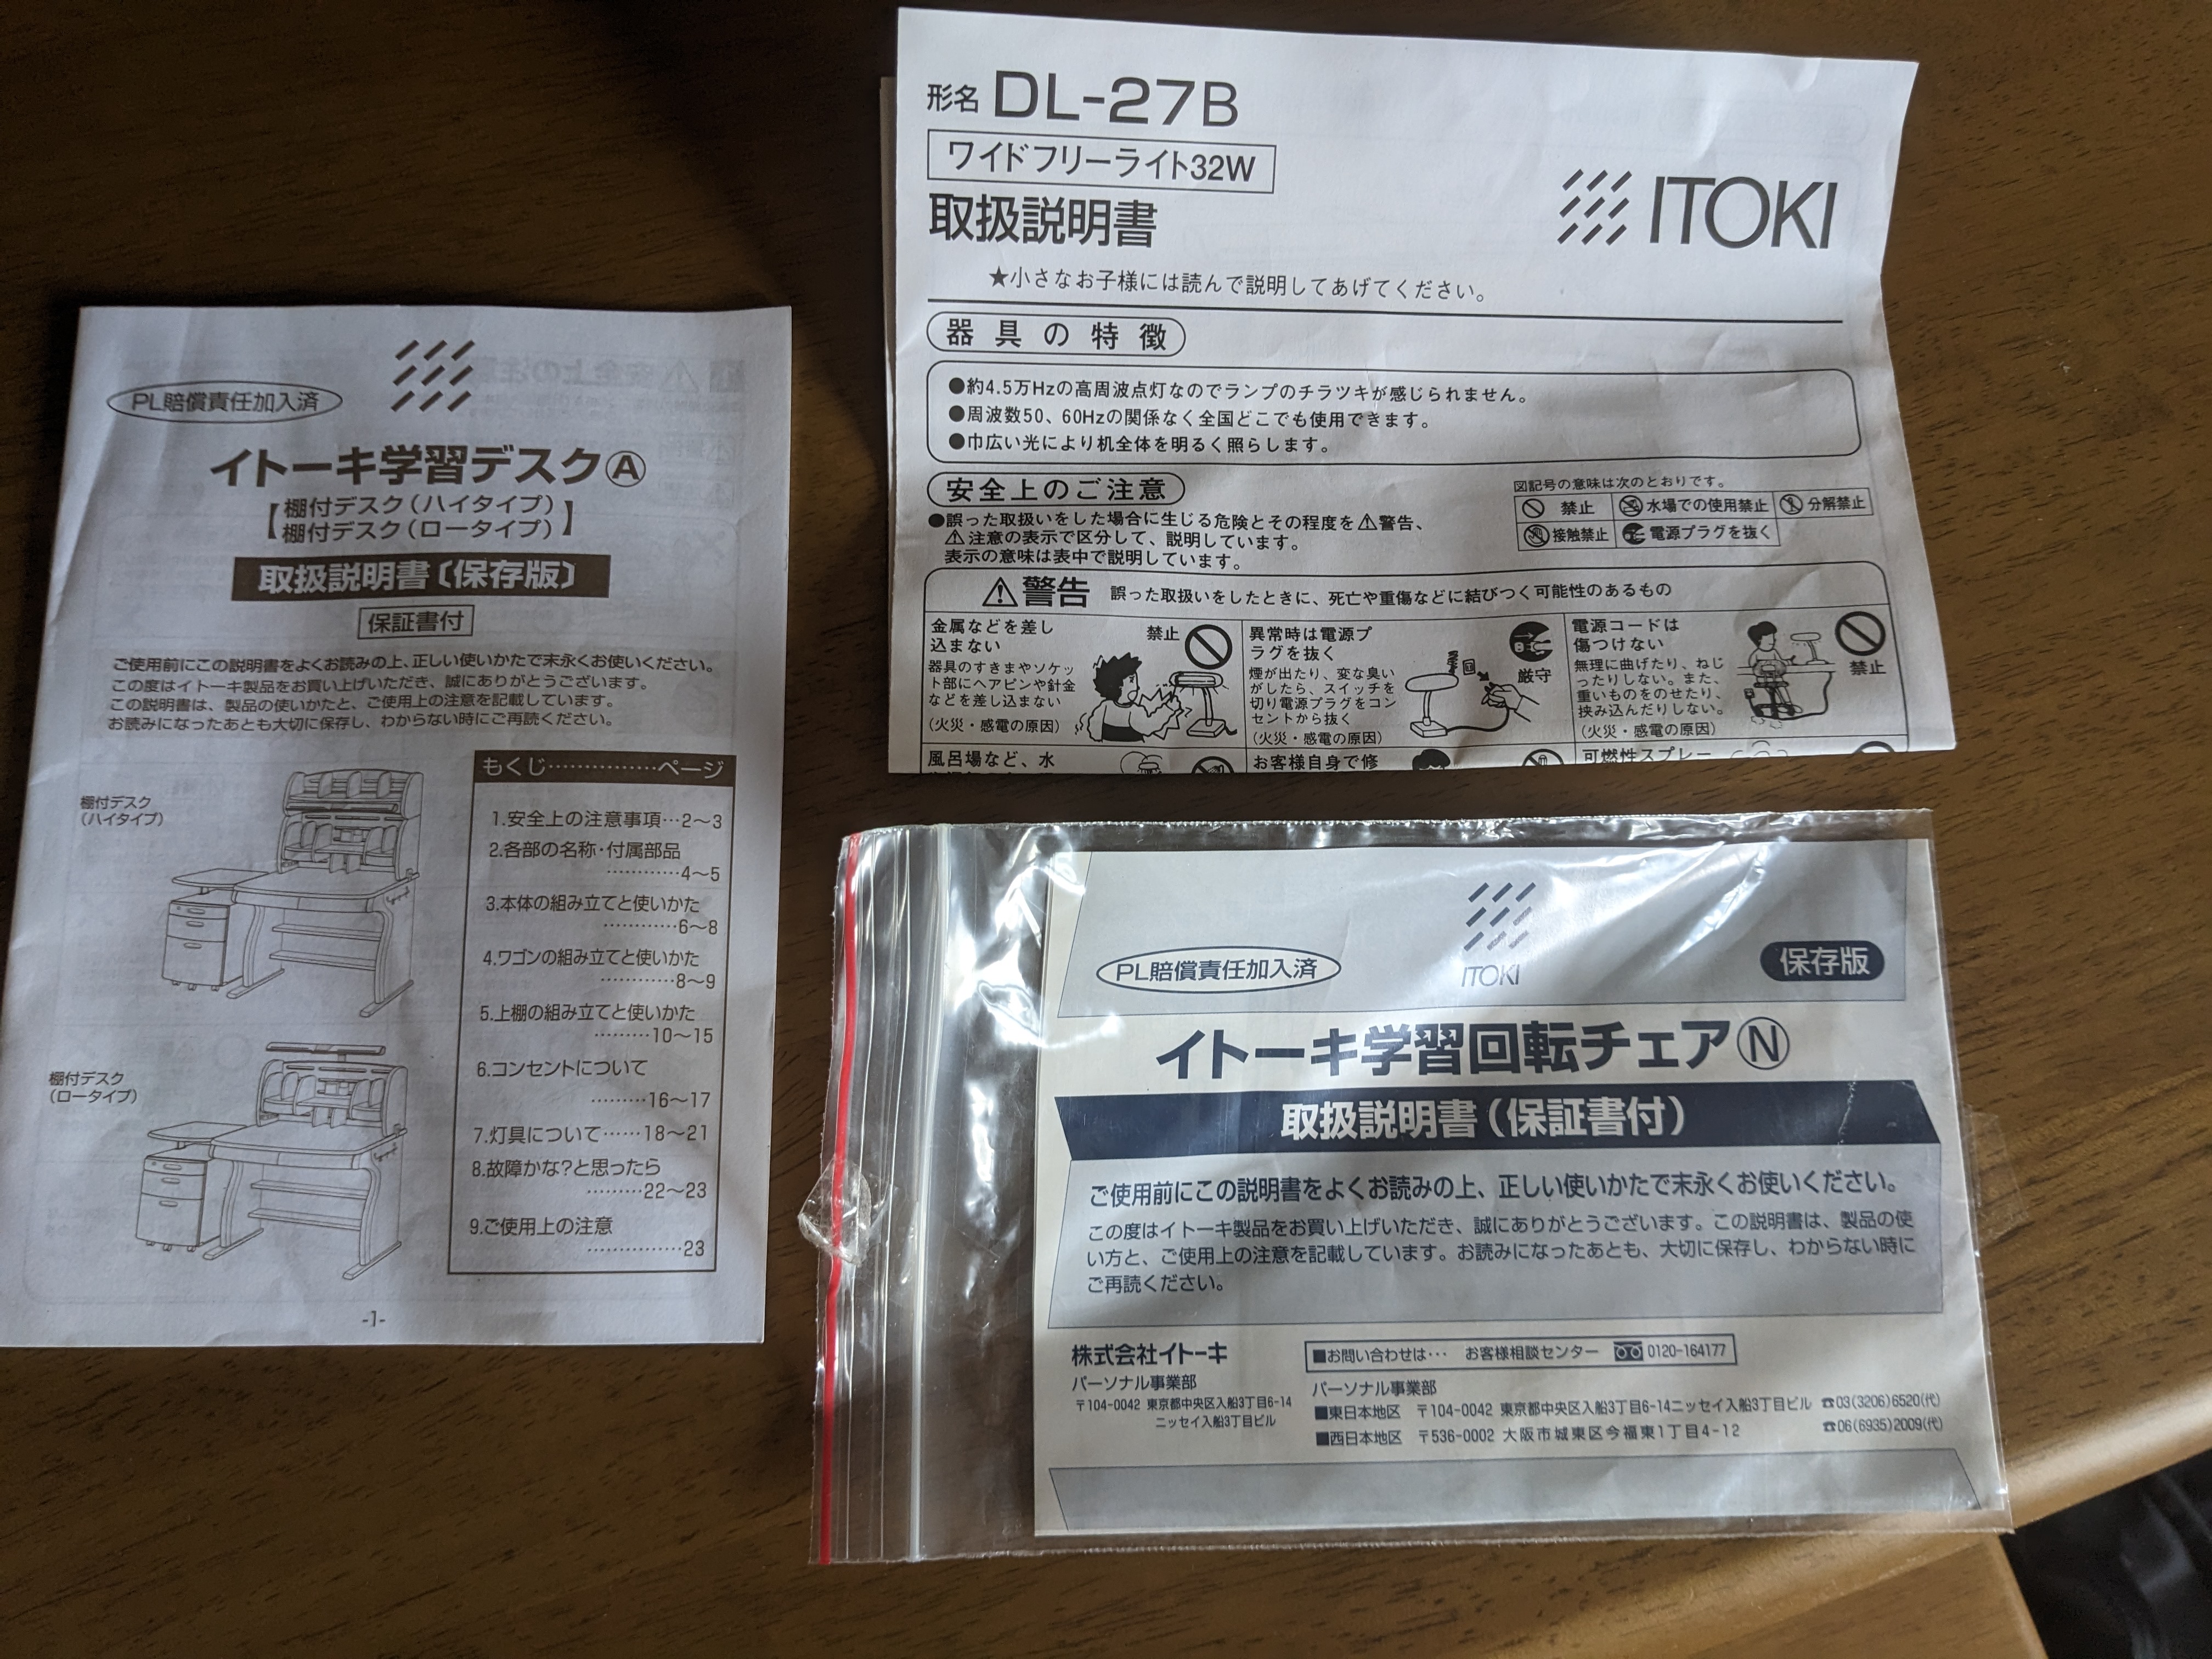 PL賠償責任加入済
イトーキ学習デスクⒶ
【棚付デスク(ハイタイプ)
棚付デスク(ロータイプ)】
取扱説明書〔保存版〕
保証書付
ご使用前にこの説明書をよくお読みの上、正しい使いかたで末永くお使いください。
この度はイトーキ製品をお買い上げいただき、誠にありがとうございます。
この説明書は、製品の使いかたと、ご使用上の注意を記載しています。
お読みになったあとも大切に保存し、わからない時にご再読ください。
棚付デスク
(ハイタイプ)
棚付デスク
(ロータイプ)
もくじ……………ページ
1.安全上の注意事項…2〜3
2.各部の名称・付属部品
…………4〜5
3.本体の組み立てと使いかた
…………6〜8
4.ワゴンの組み立てと使いかた
…………8〜9
5.上棚の組み立てと使いかた
………10〜15
6.コンセントについて
………16〜17
7.灯具について……18〜21
8.故障かな?と思ったら
………22〜23
9.ご使用上の注意
……………23
-1-
形名 DL-27B
ワイドフリーライト32W
取扱説明書
ITOKI
★小さなお子様には読んで説明してあげてください。
器具の特徴
●約4.5万Hzの高周波点灯なのでランプのチラツキが感じられません。
●周波数50、60Hzの関係なく全国どこでも使用できます。
●巾広い光により机全体を明るく照らします。
安全上のご注意
●誤った取扱いをした場合に生じる危険とその程度を⚠警告、
⚠注意の表示で区分して、説明しています。
表示の意味は表中で説明しています。
図記号の意味は次のとおりです。
禁止 水場での使用禁止 分解禁止
接触禁止 電源プラグを抜く
⚠警告 誤った取扱いをしたときに、死亡や重傷などに結びつく可能性のあるもの
金属などを差し
込まない
禁止
器具のすきまやソケッ
ト部にヘアピンや針金
などを差し込まない
(火災・感電の原因)
異常時は電源プ
ラグを抜く
厳守
煙が出たり、変な臭い
がしたら、スイッチを
切り電源プラグをコン
セントから抜く
(火災・感電の原因)
電源コードは
傷つけない
禁止
無理に曲げたり、ねじ
ったりしない。また、
重いものをのせたり、
挟み込んだりしない。
(火災・感電の原因)
風呂場など、水
お客様自身で修
可燃性スプレー
PL賠償責任加入済
ITOKI
保存版
イトーキ学習回転チェアⓃ
取扱説明書(保証書付)
ご使用前にこの説明書をよくお読みの上、正しい使いかたで末永くお使いください。
この度はイトーキ製品をお買い上げいただき、誠にありがとうございます。この説明書は、製品の使
い方と、ご使用上の注意を記載しています。お読みになったあとも、大切に保存し、わからない時に
ご再読ください。
株式会社イトーキ
パーソナル事業部
〒104-0042 東京都中央区入船3丁目6-14
ニッセイ入船3丁目ビル
■お問い合わせは… お客様相談センター 0120-164177
パーソナル事業部
■東日本地区 〒104-0042 東京都中央区入船3丁目6-14ニッセイ入船3丁目ビル ☎03(3206)6520(代)
■西日本地区 〒536-0002 大阪市城東区今福東1丁目4-12 ☎06(6935)2009(代)